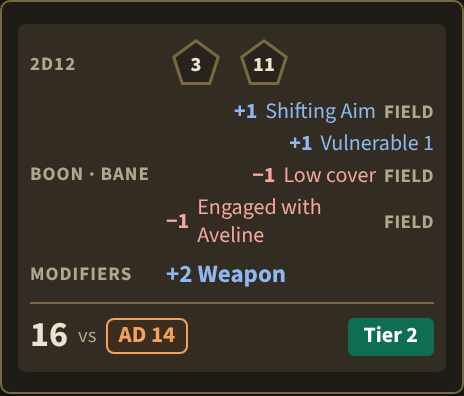 2D12 3 11
+1 Shifting Aim FIELD
+1 Vulnerable 1
BOON · BANE −1 Low cover FIELD
−1 Engaged with Aveline FIELD
MODIFIERS +2 Weapon
16 vs AD 14 Tier 2